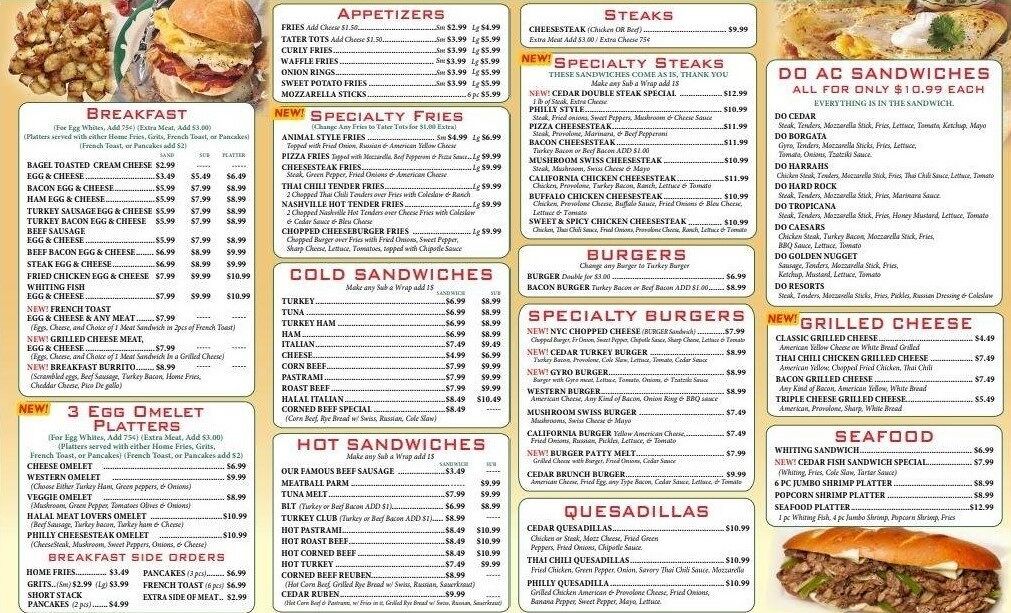 BREAKFAST
(For Egg Whites, Add 75¢) (Extra Meat, Add $3.00)
(Platters served with either Home Fries, Grits, French Toast, or Pancakes)
(French Toast, or Pancakes add $2)
SAND SUB PLATTER
BAGEL TOASTED CREAM CHEESE $2.99 ----- -----
EGG & CHEESE $3.49 $5.49 $6.49
BACON EGG & CHEESE $5.99 $7.99 $8.99
HAM EGG & CHEESE $5.99 $7.99 $8.99
TURKEY SAUSAGE EGG & CHEESE $5.99 $7.99 $8.99
TURKEY BACON EGG & CHEESE $5.99 $7.99 $8.99
BEEF SAUSAGE
EGG & CHEESE $5.99 $7.99 $8.99
BEEF BACON EGG & CHEESE $6.99 $8.99 $9.99
STEAK EGG & CHEESE $6.99 $8.99 $9.99
FRIED CHICKEN EGG & CHEESE $7.99 $9.99 $10.99
WHITING FISH
EGG & CHEESE $7.99 $9.99 $10.99
NEW! FRENCH TOAST
EGG & CHEESE & ANY MEAT $7.99 ----- -----
(Eggs, Cheese, and Choice of 1 Meat Sandwich in 2pcs of French Toast)
NEW! GRILLED CHEESE MEAT,
EGG & CHEESE $7.99 ----- -----
(Eggs, Cheese, and Choice of 1 Meat Sandwich In a Grilled Cheese)
NEW! BREAKFAST BURRITO $8.99 ----- -----
(Scrambled eggs, Beef Sausage, Turkey Bacon, Home Fries,
Cheddar Cheese, Pico De gallo)
NEW!
3 EGG OMELET
PLATTERS
(For Egg Whites, Add 75¢) (Extra Meat, Add $3.00)
(Platters served with either Home Fries, Grits,
French Toast, or Pancakes) (French Toast, or Pancakes add $2)
CHEESE OMELET $6.99
WESTERN OMELET $9.99
(Choose Either Turkey Ham, Green peppers, & Onions)
VEGGIE OMELET $8.99
(Mushroom, Green Pepper, Tomatoes Olives & Onions)
HALAL MEAT LOVERS OMELET $10.99
(Beef Sausage, Turkey bacon, Turkey ham & Cheese)
PHILLY CHEESESTEAK OMELET $10.99
(CheeseSteak, Mushroom, Sweet Peppers, Onions, & Cheese)
BREAKFAST SIDE ORDERS
HOME FRIES $3.49
GRITS..(Sm) $2.99 (Lg) $3.99
SHORT STACK
PANCAKES (2 pcs) $4.99
PANCAKES (3 pcs) $6.99
FRENCH TOAST (6 pcs) $6.99
EXTRA SIDE OF MEAT.. $2.99
APPETIZERS
FRIES Add Cheese $1.50 Sm $2.99 Lg $4.99
TATER TOTS Add Cheese $1.50 Sm $3.99 Lg $5.99
CURLY FRIES Sm $3.99 Lg $5.99
WAFFLE FRIES Sm $3.99 Lg $5.99
ONION RINGS Sm $3.99 Lg $5.99
SWEET POTATO FRIES Sm $3.99 Lg $5.99
MOZZARELLA STICKS 6 pc $5.99
NEW!
SPECIALTY FRIES
(Change Any Fries to Tater Tots for $1.00 Extra)
ANIMAL STYLE FRIES Sm $4.99 Lg $6.99
Topped with Fried Onion, Russian & American Yellow Cheese
PIZZA FRIES Topped with Mozzarella, Beef Pepperoni & Pizza Sauce Lg $9.99
CHEESESTEAK FRIES Lg $9.99
Steak, Green Pepper, Fried Onions & American Cheese
THAI CHILI TENDER FRIES Lg $9.99
2 Chopped Thai Chili Tenders over Fries with Coleslaw & Ranch
NASHVILLE HOT TENDER FRIES Lg $9.99
2 Chopped Nashville Hot Tenders over Cheese Fries with Coleslaw
& Cedar Sauce & Bleu Cheese
CHOPPED CHEESEBURGER FRIES Lg $9.99
Chopped Burger over Fries with Fried Onions, Sweet Pepper,
Sharp Cheese, Lettuce, Tomatoes, topped with Chipotle Sauce
COLD SANDWICHES
Make any Sub a Wrap add 1$
SANDWICH SUB
TURKEY $6.99 $8.99
TUNA $6.99 $8.99
TURKEY HAM $6.99 $8.99
HAM $6.99 $8.99
ITALIAN $7.49 $9.49
CHEESE $4.99 $6.99
CORN BEEF $7.99 $9.99
PASTRAMI $7.99 $9.99
ROAST BEEF $7.99 $9.99
HALAL ITALIAN $8.49 $10.49
CORNED BEEF SPECIAL $8.49 -----
(Corn Beef, Rye Bread w/ Swiss, Russian, Cole Slaw)
HOT SANDWICHES
Make any Sub a Wrap add 1$
SANDWICH SUB
OUR FAMOUS BEEF SAUSAGE $3.49 -----
MEATBALL PARM $9.99
TUNA MELT $7.99 $9.99
BLT (Turkey or Beef Bacon ADD $1) $6.99 $8.99
TURKEY CLUB (Turkey or Beef Bacon ADD $1) $8.99 -----
HOT PASTRAMI $8.49 $10.99
HOT ROAST BEEF $8.49 $10.99
HOT CORNED BEEF $8.49 $10.99
HOT TURKEY $7.49 $9.99
CORNED BEEF REUBEN $8.99 -----
(Hot Corn Beef, Grilled Rye Bread w/ Swiss, Russian, Sauerkraut)
CEDAR RUBEN $9.99 -----
(Hot Corn Beef & Pastrami, w/ Fries in it, Grilled Rye Bread w/ Swiss, Russian, Sauerkraut)
STEAKS
CHEESESTEAK (Chicken OR Beef) $9.99
Extra Meat Add $3.00 / Extra Cheese 75¢
NEW!
SPECIALTY STEAKS
THESE SANDWICHES COME AS IS, THANK YOU
Make any Sub a Wrap add 1$
NEW! CEDAR DOUBLE STEAK SPECIAL $12.99
1 lb of Steak, Extra Cheese
PHILLY STYLE $10.99
Steak, Fried onions, Sweet Peppers, Mushroom & Cheese Sauce
PIZZA CHEESESTEAK $11.99
Steak, Provolone, Marinara, & Beef Pepperoni
BACON CHEESESTEAK $11.99
Turkey Bacon or Beef Bacon ADD $1.00
MUSHROOM SWISS CHEESESTEAK $10.99
Steak, Mushroom, Swiss Cheese & Mayo
CALIFORNIA CHICKEN CHEESESTEAK $11.99
Chicken, Provolone, Turkey Bacon, Ranch, Lettuce & Tomato
BUFFALO CHICKEN CHEESESTEAK $10.99
Chicken, Provolone Cheese, Buffalo Sauce, Fried Onions & Bleu Cheese,
Lettuce & Tomato
SWEET & SPICY CHICKEN CHEESESTEAK $10.99
Chicken, Thai Chili Sauce, Fried Onions, Provolone Cheese, Ranch, Lettuce & Tomato
BURGERS
Change any Burger to Turkey Burger
BURGER Double for $3.00 $6.99
BACON BURGER Turkey Bacon or Beef Bacon ADD $1.00 $8.99
SPECIALTY BURGERS
NEW! NYC CHOPPED CHEESE (BURGER Sandwich) $7.99
Chopped Burger, Fr Onion, Sweet Pepper, Chipotle Sauce, Sharp Cheese, Lettuce & Tomato
NEW! CEDAR TURKEY BURGER $8.99
Turkey Bacon, Provolone, Cole Slaw, Lettuce, Tomato, Cedar Sauce
NEW! GYRO BURGER $8.99
Burger with Gyro meat, Lettuce, Tomato, Onions, & Tzatziki Sauce
WESTERN BURGER $8.99
American Cheese, Any Kind of Bacon, Onion Ring & BBQ sauce
MUSHROOM SWISS BURGER $7.49
Mushrooms, Swiss Cheese & Mayo
CALIFORNIA BURGER Yellow American Cheese, $7.49
Fried Onions, Russian, Pickles, Lettuce, & Tomato
NEW! BURGER PATTY MELT $7.99
Grilled Cheese with Burger, Fried Onions, Cedar Sauce
CEDAR BRUNCH BURGER $9.99
American Cheese, Fried Egg, any Type Bacon, Cedar Sauce, Lettuce, & Tomato
QUESADILLAS
CEDAR QUESADILLAS $10.99
Chicken or Steak, Mozz Cheese, Fried Green
Peppers, Fried Onions, Chipotle Sauce.
THAI CHILI QUESADILLAS $10.99
Fried Chicken, Green Pepper, Onion, Savory Thai Chili Sauce, Mozzarella
PHILLY QUESADILLA $10.99
Grilled Chicken American & Provolone Cheese, Fried Onions,
Banana Pepper, Sweet Pepper, Mayo, Lettuce.
DO AC SANDWICHES
ALL FOR ONLY $10.99 EACH
EVERYTHING IS IN THE SANDWICH.
DO CEDAR
Steak, Tenders, Mozzarella Stick, Fries, Lettuce, Tomato, Ketchup, Mayo
DO BORGATA
Gyro, Tenders, Mozzarella Sticks, Fries, Lettuce,
Tomato, Onions, Tzatziki Sauce.
DO HARRAHS
Chicken Steak, Tenders, Mozzarella Stick, Fries, Thai Chili Sauce, Lettuce, Tomato
DO HARD ROCK
Steak, Tenders, Mozzarella Stick, Fries, Marinara Sauce.
DO TROPICANA
Steak, Tenders, Mozzarella Stick, Fries, Honey Mustard, Lettuce, Tomato
DO CAESARS
Chicken Steak, Turkey Bacon, Mozzarella Stick, Fries,
BBQ Sauce, Lettuce, Tomato
DO GOLDEN NUGGET
Sausage, Tenders, Mozzarella Stick, Fries,
Ketchup, Mustard, Lettuce, Tomato
DO RESORTS
Steak, Tenders, Mozzarella Sticks, Fries, Pickles, Russian Dressing & Coleslaw
NEW!
GRILLED CHEESE
CLASSIC GRILLED CHEESE $4.49
American Yellow Cheese on White Bread Grilled
THAI CHILI CHICKEN GRILLED CHEESE $7.49
American Yellow, Chopped Fried Chicken, Thai Chili
BACON GRILLED CHEESE $7.49
Any Kind of Bacon, American Yellow, White Bread
TRIPLE CHEESE GRILLED CHEESE $5.49
American, Provolone, Sharp, White Bread
SEAFOOD
WHITING SANDWICH $6.99
NEW! CEDAR FISH SANDWICH SPECIAL $7.99
(Whiting, Fries, Cole Slaw, Tartar Sauce)
6 PC JUMBO SHRIMP PLATTER $8.99
POPCORN SHRIMP PLATTER $8.99
SEAFOOD PLATTER $12.99
1 pc Whiting Fish, 4 pc Jumbo Shrimp, Popcorn Shrimp, Fries